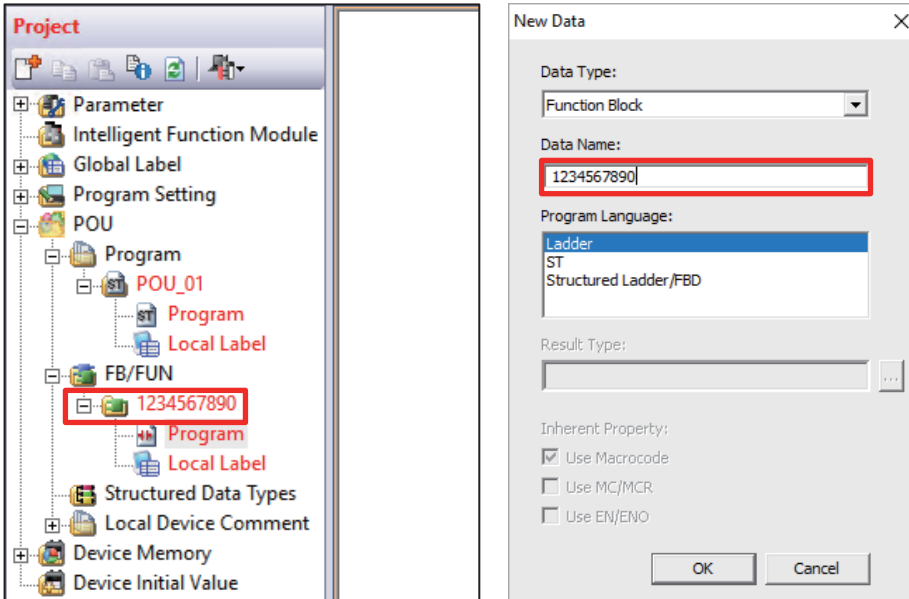 Project
Parameter
Intelligent Function Module
Global Label
Program Setting
POU
Program
POU_01
Program
Local Label
FB/FUN
1234567890
Program
Local Label
Structured Data Types
Local Device Comment
Device Memory
Device Initial Value
New Data
Data Type:
Function Block
Data Name:
1234567890
Program Language:
Ladder
ST
Structured Ladder/FBD
Result Type:
...
Inherent Property:
Use Macrocode
Use MC/MCR
Use EN/ENO
OK Cancel